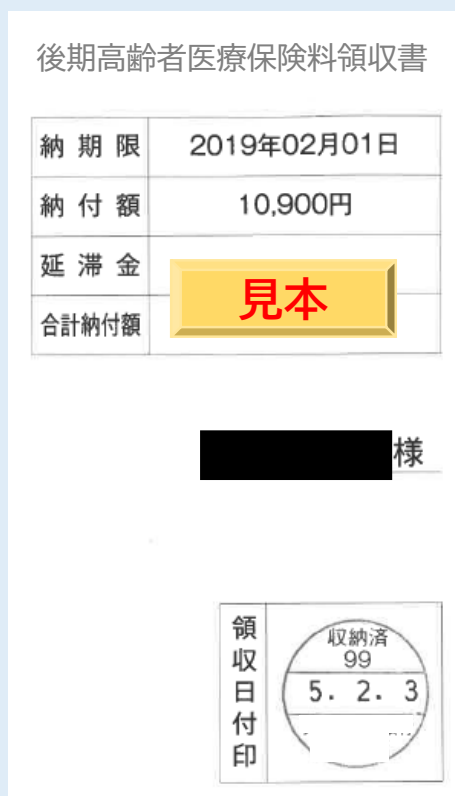 後期高齢者医療保険料領収書
納期限 2019年02月01日
納付額 10,900円
延滞金
見本
合計納付額
様
領収日付印
収納済
99
5. 2. 3